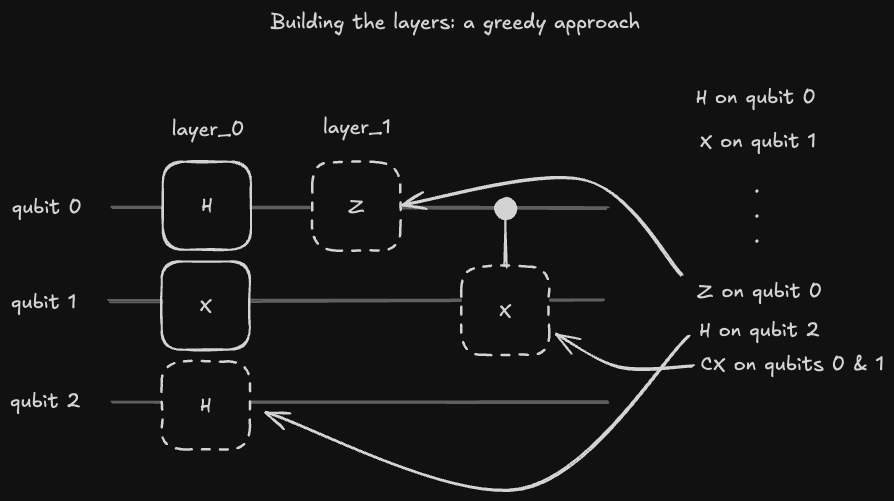 Building the layers: a greedy approach
layer_0
layer_1
qubit 0
H
Z
qubit 1
X
X
qubit 2
H
H on qubit 0
X on qubit 1
Z on qubit 0
H on qubit 2
CX on qubits 0 & 1